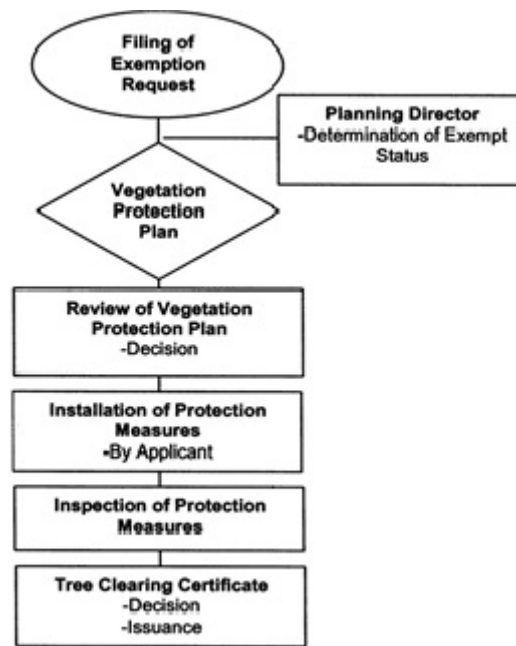 Filing of
Exemption
Request
Planning Director
-Determination of Exempt
Status
Vegetation
Protection
Plan
Review of Vegetation
Protection Plan
-Decision
Installation of Protection
Measures
-By Applicant
Inspection of Protection
Measures
Tree Clearing Certificate
-Decision
-Issuance